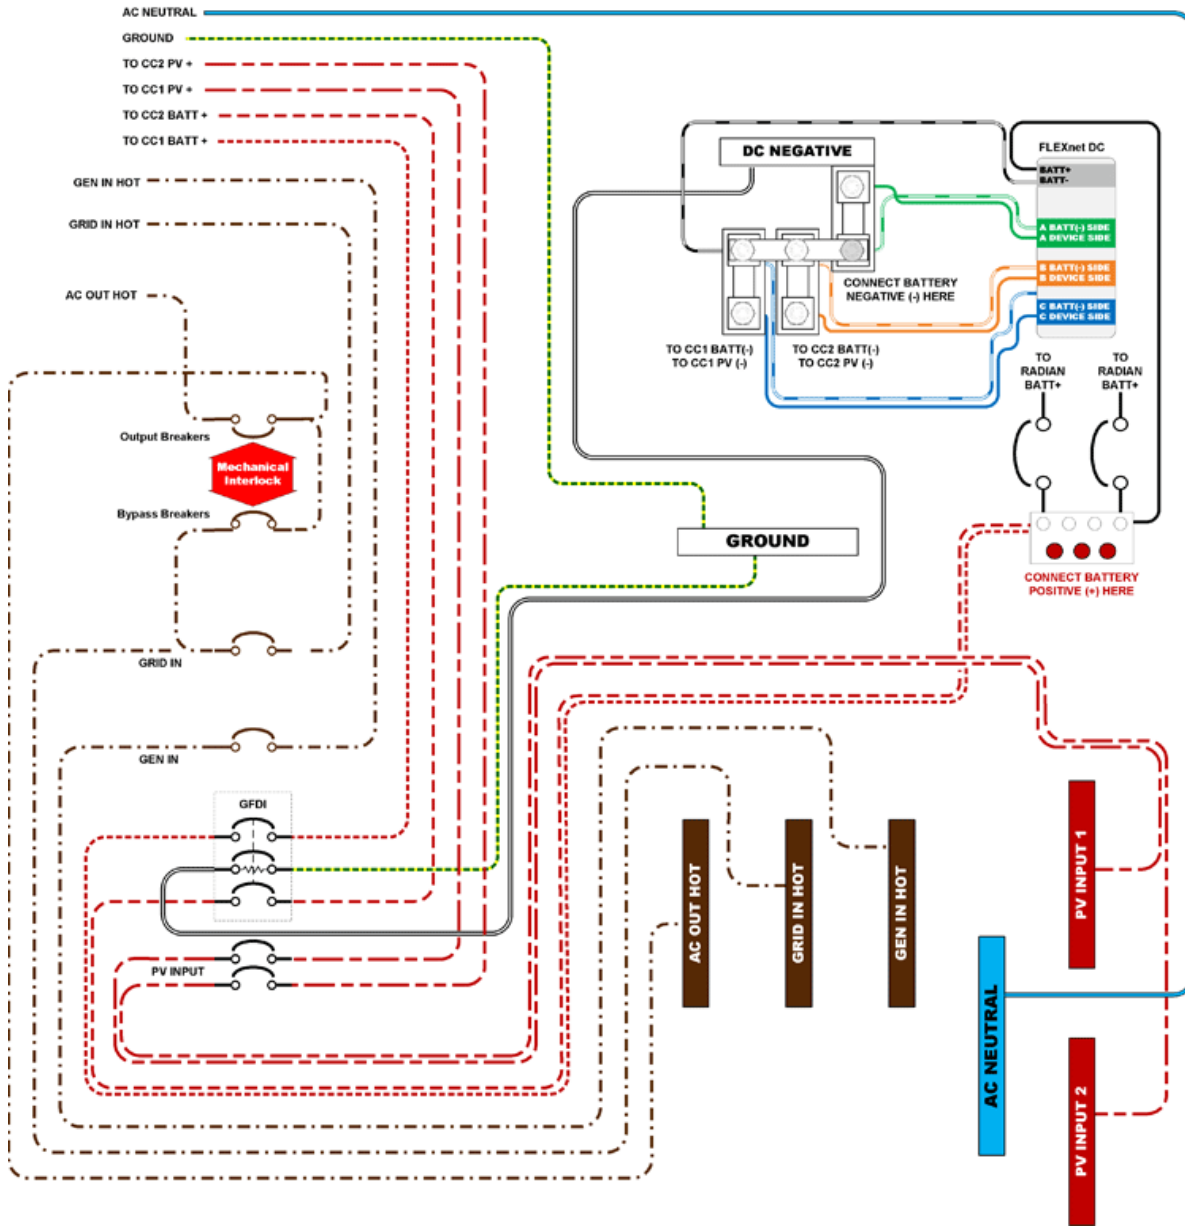 AC NEUTRAL
GROUND
TO CC2 PV +
TO CC1 PV +
TO CC2 BATT +
TO CC1 BATT +
GEN IN HOT
GRID IN HOT
AC OUT HOT
Output Breakers
Mechanical
Interlock
Bypass Breakers
GRID IN
GEN IN
GFDI
PV INPUT
DC NEGATIVE
FLEXnet DC
BATT+
BATT-
A BATT(-) SIDE
A DEVICE SIDE
B BATT(-) SIDE
B DEVICE SIDE
C BATT(-) SIDE
C DEVICE SIDE
CONNECT BATTERY
NEGATIVE (-) HERE
TO CC1 BATT(-)
TO CC1 PV (-)
TO CC2 BATT(-)
TO CC2 PV (-)
TO
RADIAN
BATT+
TO
RADIAN
BATT+
GROUND
CONNECT BATTERY
POSITIVE (+) HERE
AC OUT HOT
GRID IN HOT
GEN IN HOT
AC NEUTRAL
PV INPUT 1
PV INPUT 2